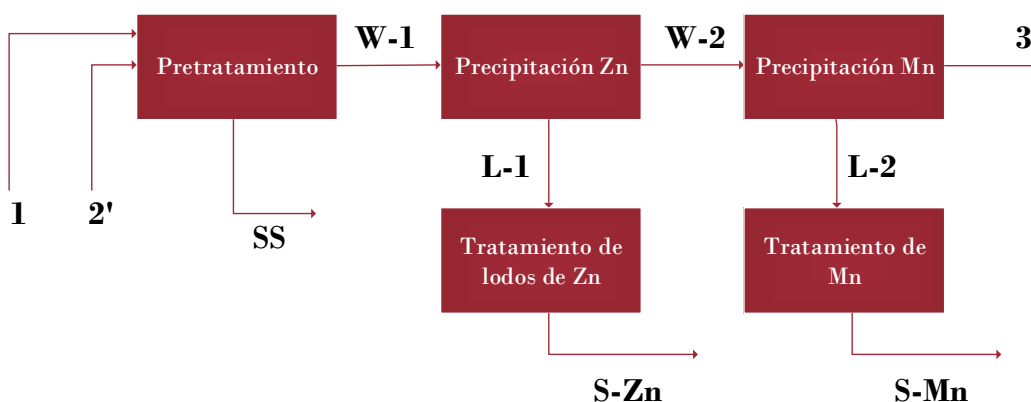 W-1
W-2
3
Pretratamiento
Precipitación Zn
Precipitación Mn
L-1
L-2
1
2'
SS
Tratamiento de
lodos de Zn
Tratamiento de
Mn
S-Zn
S-Mn